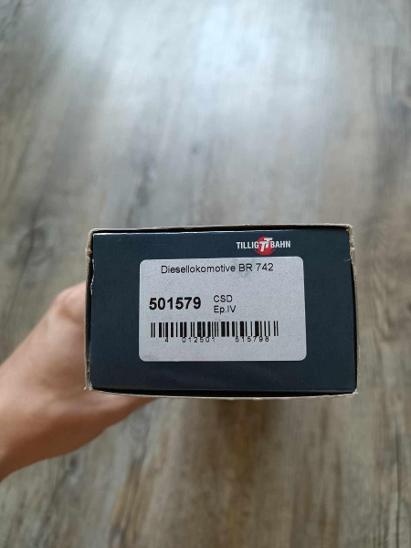 TILLIG TT BAHN
Diesellokomotive BR 742
501579
CSD
Ep.IV
4 012501 515798